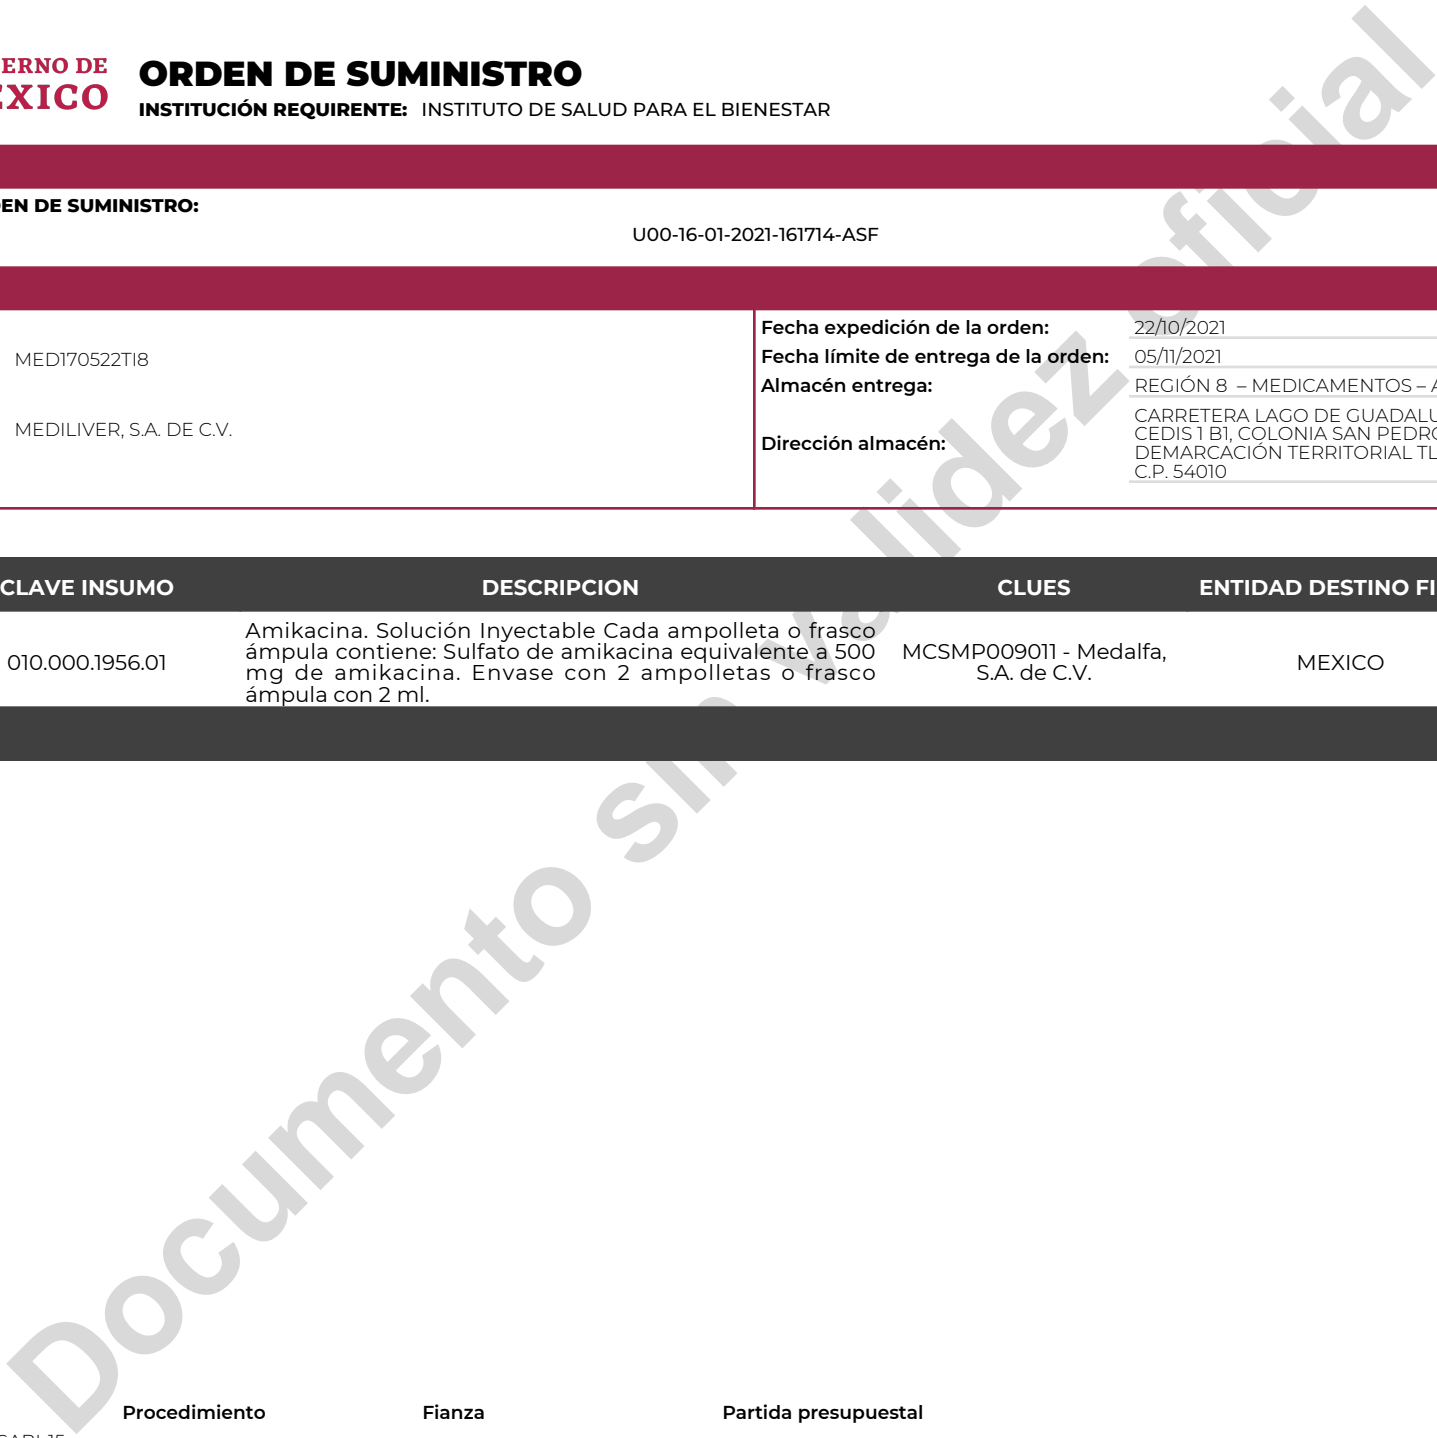 ERNO DE
EXICO
ORDEN DE SUMINISTRO
INSTITUCIÓN REQUIRENTE: INSTITUTO DE SALUD PARA EL BIENESTAR
EN DE SUMINISTRO:
U00-16-01-2021-161714-ASF
MED170522TI8
MEDILIVER, S.A. DE C.V.
Fecha expedición de la orden: 22/10/2021
Fecha límite de entrega de la orden: 05/11/2021
Almacén entrega: REGIÓN 8 – MEDICAMENTOS – A
Dirección almacén:
CARRETERA LAGO DE GUADALU
CEDIS 1 B1, COLONIA SAN PEDRO
DEMARCACIÓN TERRITORIAL TL
C.P. 54010
CLAVE INSUMO DESCRIPCION CLUES ENTIDAD DESTINO FI
010.000.1956.01
Amikacina. Solución Inyectable Cada ampolleta o frasco
ámpula contiene: Sulfato de amikacina equivalente a 500
mg de amikacina. Envase con 2 ampolletas o frasco
ámpula con 2 ml.
MCSMP009011 - Medalfa,
S.A. de C.V.
MEXICO
Documento sin validez oficial
Procedimiento Fianza Partida presupuestal